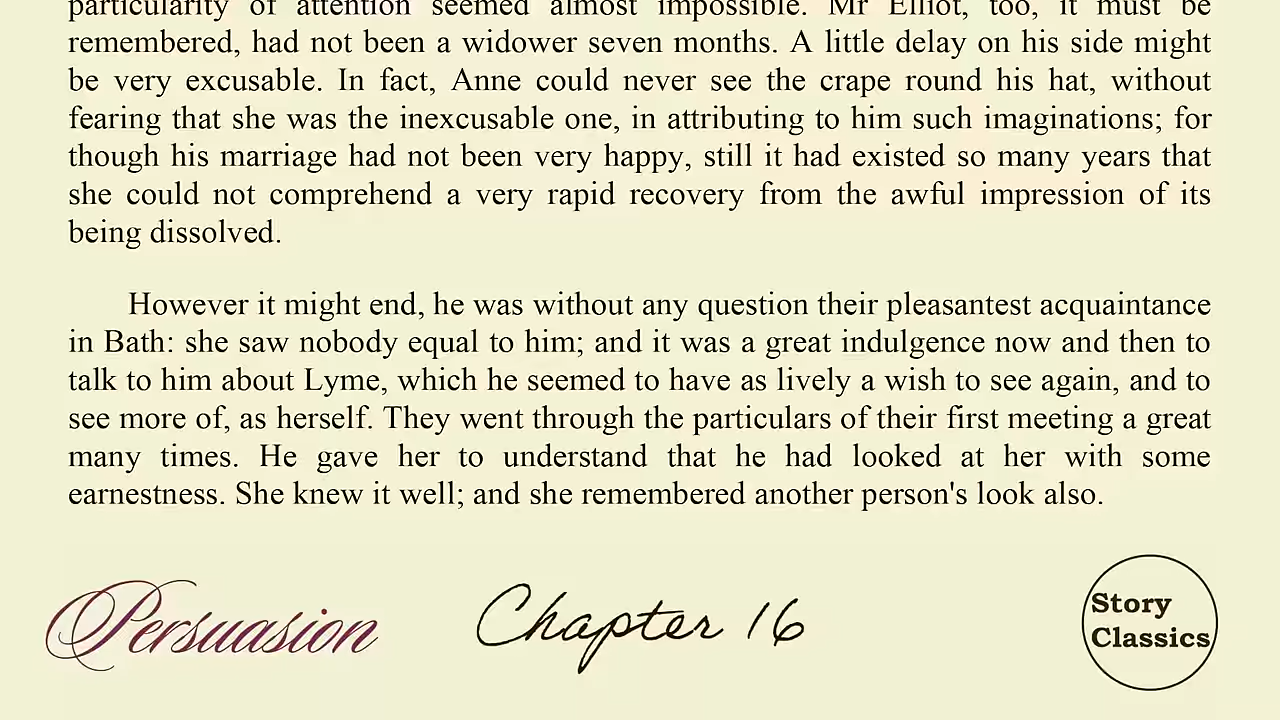 particularity of attention seemed almost impossible. Mr Elliot, too, it must be
remembered, had not been a widower seven months. A little delay on his side might
be very excusable. In fact, Anne could never see the crape round his hat, without
fearing that she was the inexcusable one, in attributing to him such imaginations; for
though his marriage had not been very happy, still it had existed so many years that
she could not comprehend a very rapid recovery from the awful impression of its
being dissolved.
However it might end, he was without any question their pleasantest acquaintance
in Bath: she saw nobody equal to him; and it was a great indulgence now and then to
talk to him about Lyme, which he seemed to have as lively a wish to see again, and to
see more of, as herself. They went through the particulars of their first meeting a great
many times. He gave her to understand that he had looked at her with some
earnestness. She knew it well; and she remembered another person's look also.
Persuasion
Chapter 16
Story
Classics